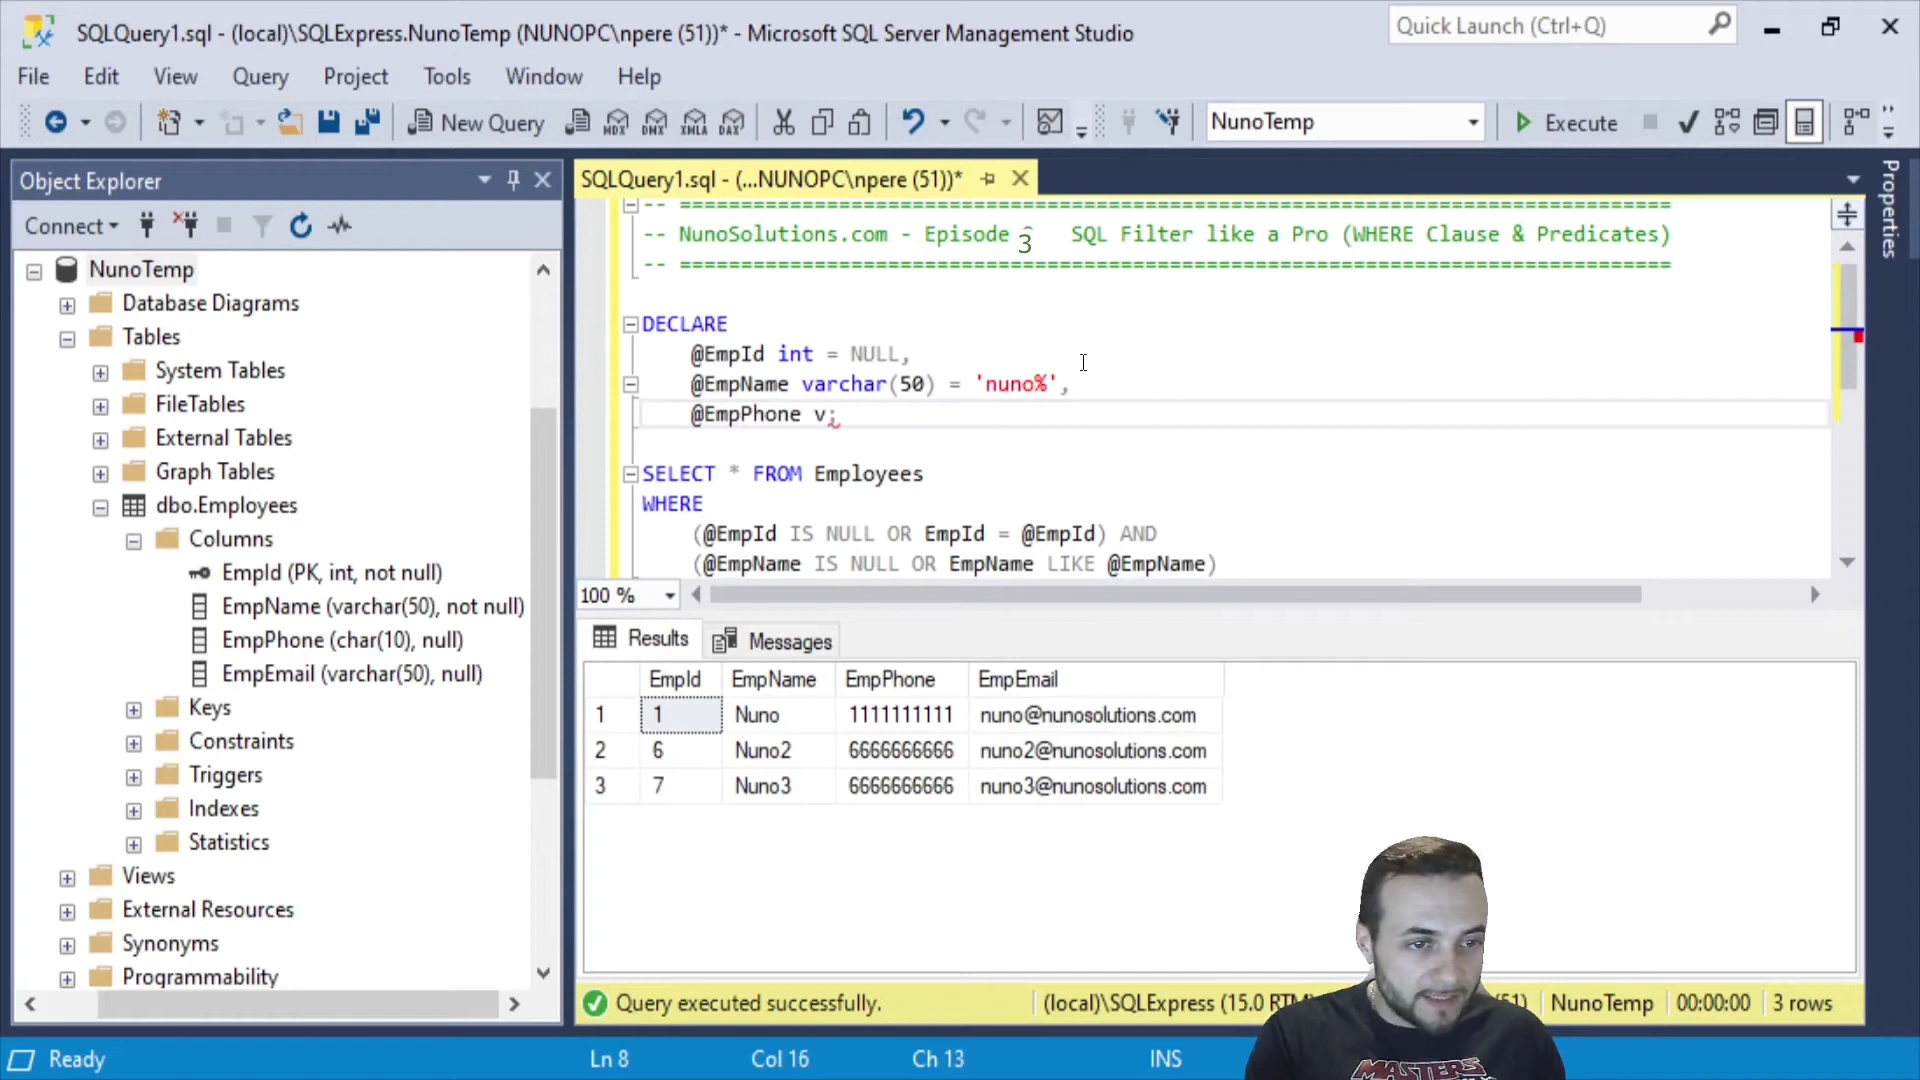 SQLQuery1.sql - (local)\SQLExpress.NunoTemp (NUNOPC\npere (51))* - Microsoft SQL Server Management Studio
Quick Launch (Ctrl+Q)
File Edit View Query Project Tools Window Help
New Query MDX DMX XMLA DAX NunoTemp Execute
Object Explorer
Connect
NunoTemp
Database Diagrams
Tables
System Tables
FileTables
External Tables
Graph Tables
dbo.Employees
Columns
EmpId (PK, int, not null)
EmpName (varchar(50), not null)
EmpPhone (char(10), null)
EmpEmail (varchar(50), null)
Keys
Constraints
Triggers
Indexes
Statistics
Views
External Resources
Synonyms
Programmability
SQLQuery1.sql - (...NUNOPC\npere (51))*
Properties
-- =================================================================================
-- NunoSolutions.com - Episode 3 SQL Filter like a Pro (WHERE Clause & Predicates)
-- =================================================================================
DECLARE
@EmpId int = NULL,
@EmpName varchar(50) = 'nuno%',
@EmpPhone v;
SELECT * FROM Employees
WHERE
(@EmpId IS NULL OR EmpId = @EmpId) AND
(@EmpName IS NULL OR EmpName LIKE @EmpName)
100 %
Results Messages
EmpId EmpName EmpPhone EmpEmail
1 1 Nuno 1111111111 nuno@nunosolutions.com
2 6 Nuno2 6666666666 nuno2@nunosolutions.com
3 7 Nuno3 6666666666 nuno3@nunosolutions.com
Query executed successfully.
(local)\SQLExpress (15.0 RTM) NunoTemp 00:00:00 3 rows
Ready
Ln 8 Col 16 Ch 13 INS
MASTERS